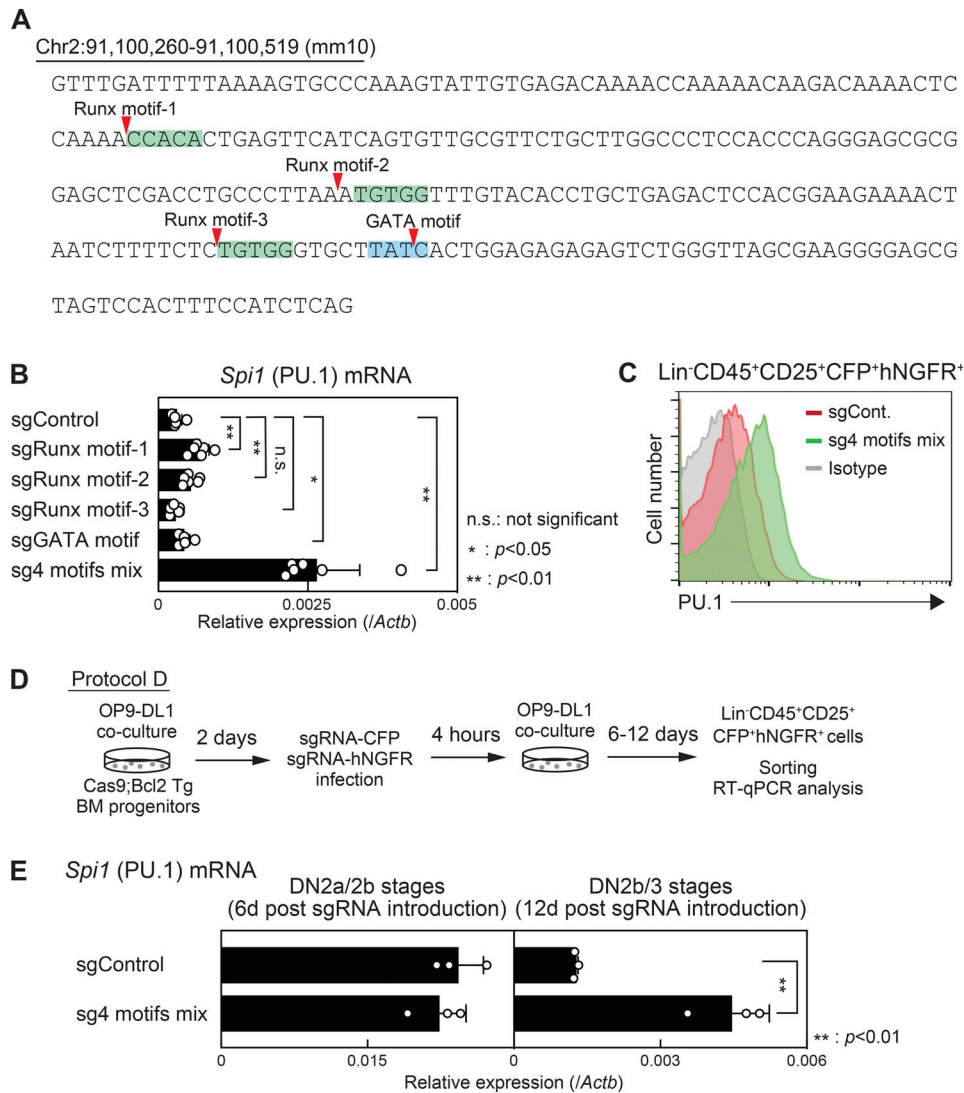 A
Chr2:91,100,260-91,100,519 (mm10)
GTTTGATTTTTAAAAGTGCCCAAAGTATTGTGAGACAAAACCAAAAACAAGACAAAACTC
Runx motif-1
CAAAACCACACTGAGTTCATCAGTGTTGCGTTCTGCTTGGCCCTCCACCCAGGGAGCGCG
Runx motif-2
GAGCTCGACCTGCCCTTAAATGTGGTTTGTACACCTGCTGAGACTCCACGGAAGAAAACT
Runx motif-3 GATA motif
AATCTTTTCTCTGTGGGTGCTTATCACTGGAGAGAGAGTCTGGGTTAGCGAAGGGGAGCG
TAGTCCACTTTCCATCTCAG
B
Spi1 (PU.1) mRNA
sgControl
sgRunx motif-1
sgRunx motif-2
sgRunx motif-3
sgGATA motif
sg4 motifs mix
**
**
n.s.
*
**
n.s.: not significant
* : p<0.05
** : p<0.01
0 0.0025 0.005
Relative expression (/Actb)
C
Lin-CD45+CD25+CFP+hNGFR+
sgCont.
sg4 motifs mix
Isotype
Cell number
PU.1
D
Protocol D
OP9-DL1
co-culture
Cas9;Bcl2 Tg
BM progenitors
2 days
sgRNA-CFP
sgRNA-hNGFR
infection
4 hours
OP9-DL1
co-culture
6-12 days
Lin-CD45+CD25+
CFP+hNGFR+ cells
Sorting
RT-qPCR analysis
E
Spi1 (PU.1) mRNA
DN2a/2b stages
(6d post sgRNA introduction)
DN2b/3 stages
(12d post sgRNA introduction)
sgControl
sg4 motifs mix
**
** : p<0.01
0 0.015 0 0.003 0.006
Relative expression (/Actb)